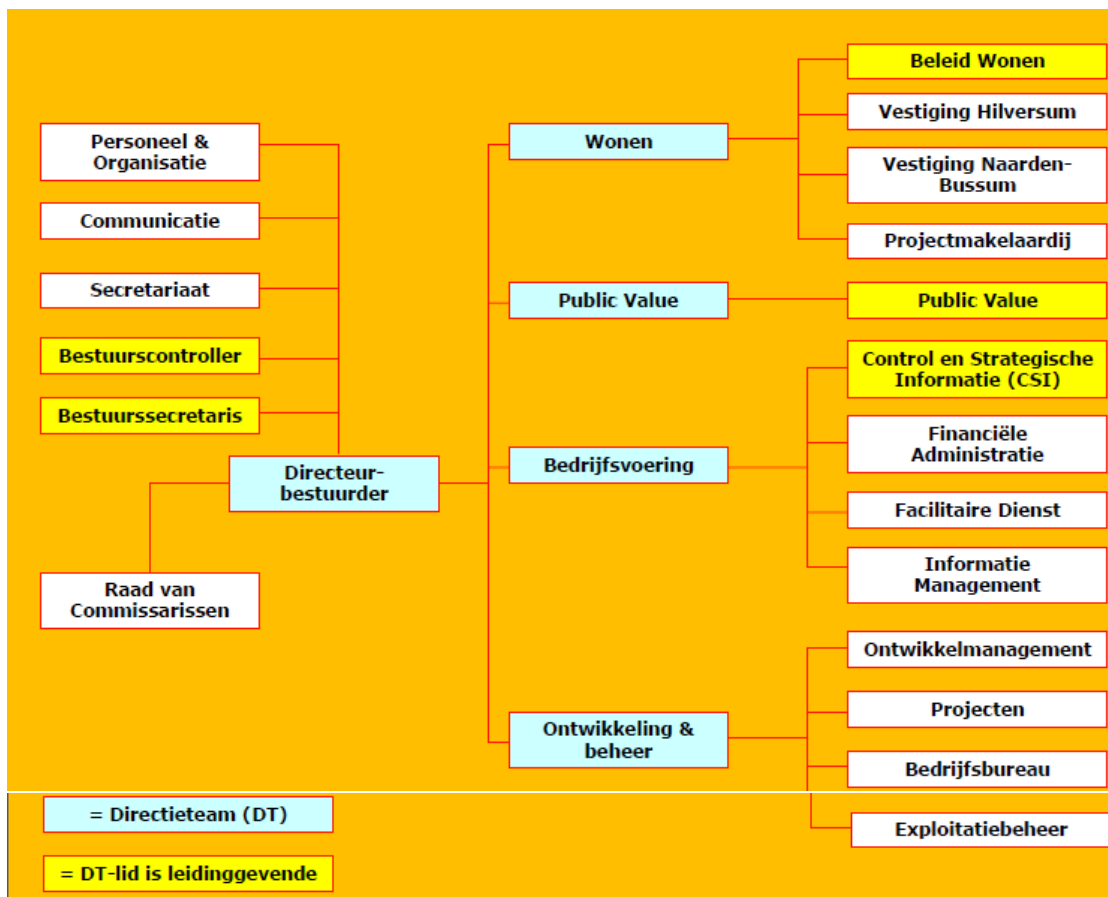 Personeel &
Organisatie
Communicatie
Secretariaat
Bestuurscontroller
Bestuurssecretaris
Directeur-
bestuurder
Raad van
Commissarissen
Wonen
Public Value
Bedrijfsvoering
Ontwikkeling &
beheer
Beleid Wonen
Vestiging Hilversum
Vestiging Naarden-
Bussum
Projectmakelaardij
Public Value
Control en Strategische
Informatie (CSI)
Financiële
Administratie
Facilitaire Dienst
Informatie
Management
Ontwikkelmanagement
Projecten
Bedrijfsbureau
Exploitatiebeheer
= Directieteam (DT)
= DT-lid is leidinggevende